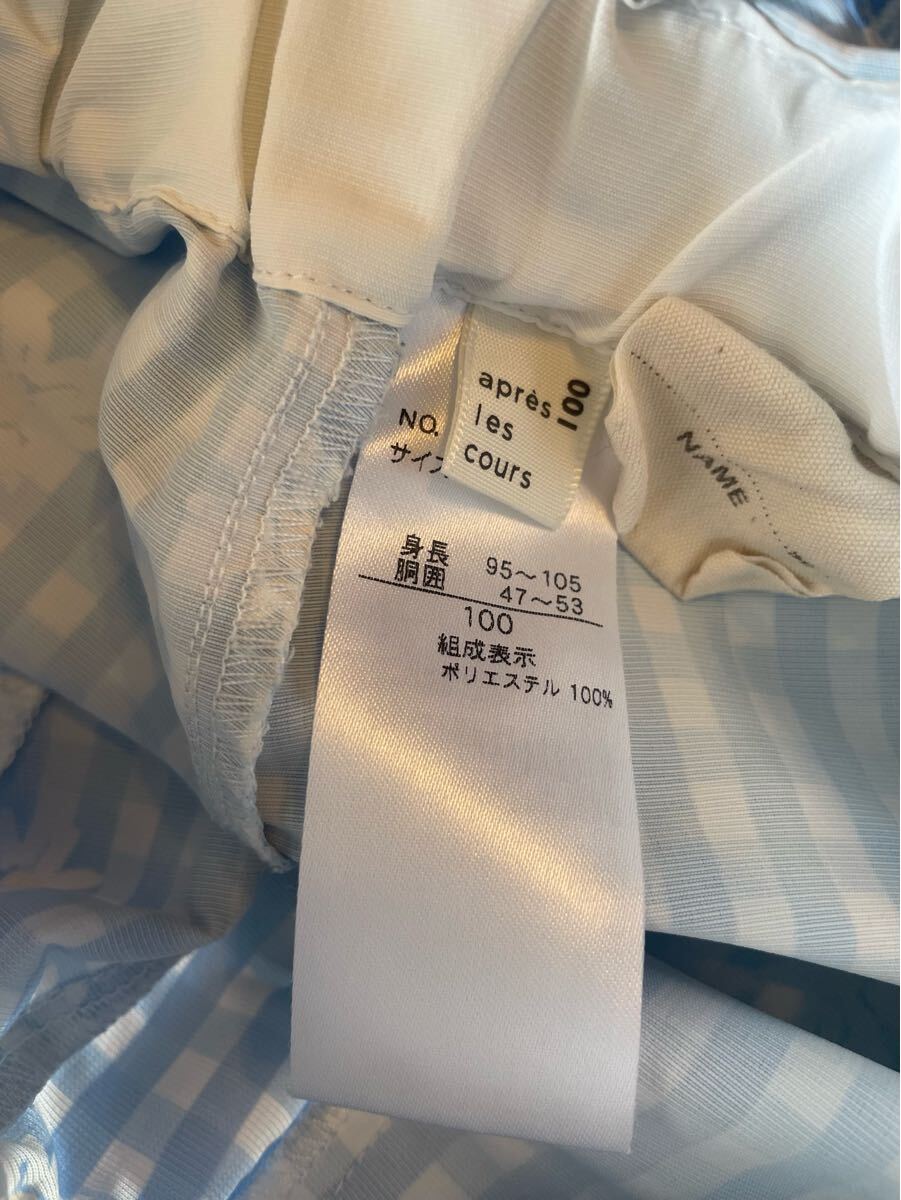 après
les
cours
100
NAME
NO.
サイズ
身長 95～105
胴囲 47～53
100
組成表示
ポリエステル 100%